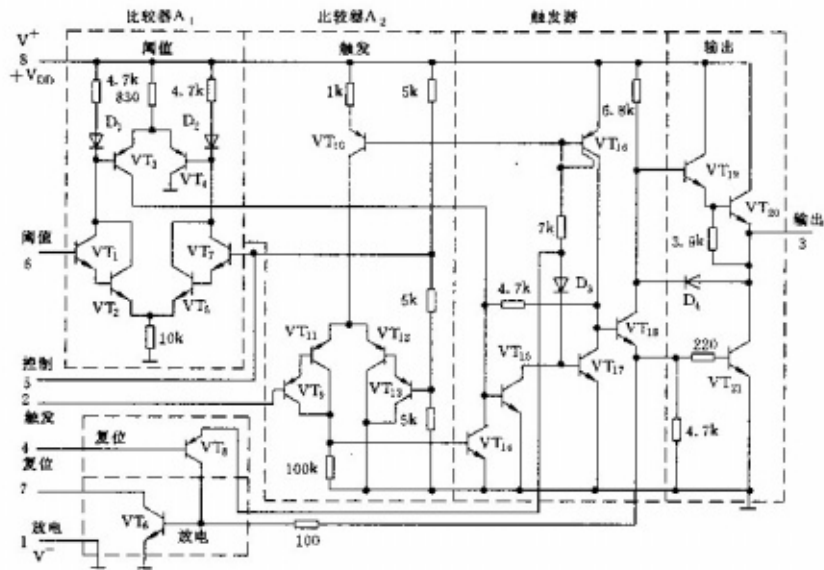 比较器A₁
比较器A₂
触发器
V⁺
8
+V_DD
阈值
触发
输出
4.7k
830
4.7k
1k
5k
6.8k
D₁
D₂
VT₃
VT₄
VT₁₀
VT₁₆
VT₁₉
VT₂₀
输出
3
7k
3.9k
阈值
6
VT₁
VT₇
VT₂
VT₅
10k
5k
D₃
D₄
4.7k
VT₁₈
VT₁₁
VT₁₂
VT₁₅
VT₁₇
220
VT₂₁
控制
5
2
触发
VT₉
VT₁₃
5k
VT₁₄
4.7k
4
复位
复位
VT₈
100k
7
VT₆
放电
1
放电
V⁻
100